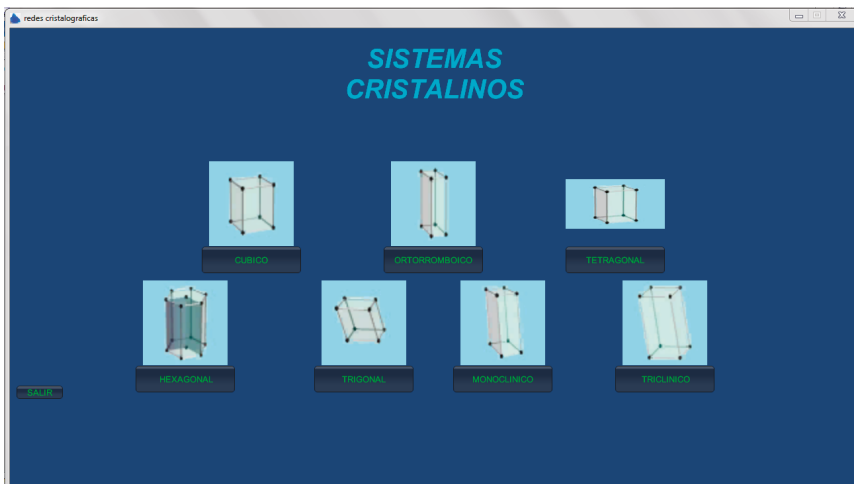 redes cristalograficas
SISTEMAS
CRISTALINOS
CUBICO
ORTORROMBOICO
TETRAGONAL
HEXAGONAL
TRIGONAL
MONOCLINICO
TRICLINICO
SALIR